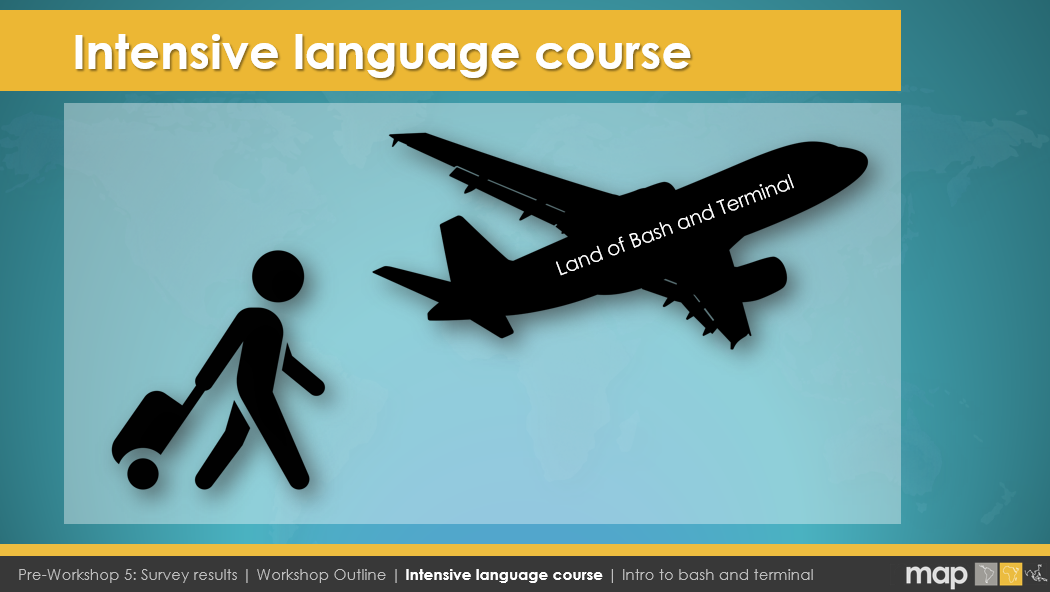 Intensive language course
Land of Bash and Terminal
Pre-Workshop 5: Survey results | Workshop Outline | Intensive language course | Intro to bash and terminal
map